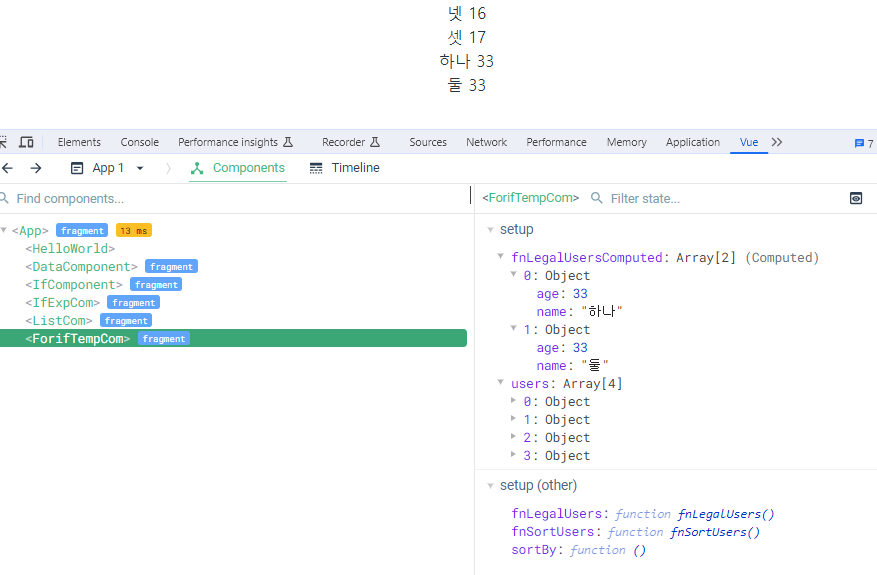 넷 16
셋 17
하나 33
둘 33
Elements Console Performance insights Recorder Sources Network Performance Memory Application Vue 7
App 1 Components Timeline
Find components...
<ForifTempCom> Filter state...
<App> fragment 13 ms
<HelloWorld>
<DataComponent> fragment
<IfComponent> fragment
<IfExpCom> fragment
<ListCom> fragment
<ForifTempCom> fragment
setup
fnLegalUsersComputed: Array[2] (Computed)
0: Object
age: 33
name: "하나"
1: Object
age: 33
name: "둘"
users: Array[4]
0: Object
1: Object
2: Object
3: Object
setup (other)
fnLegalUsers: function fnLegalUsers()
fnSortUsers: function fnSortUsers()
sortBy: function ()